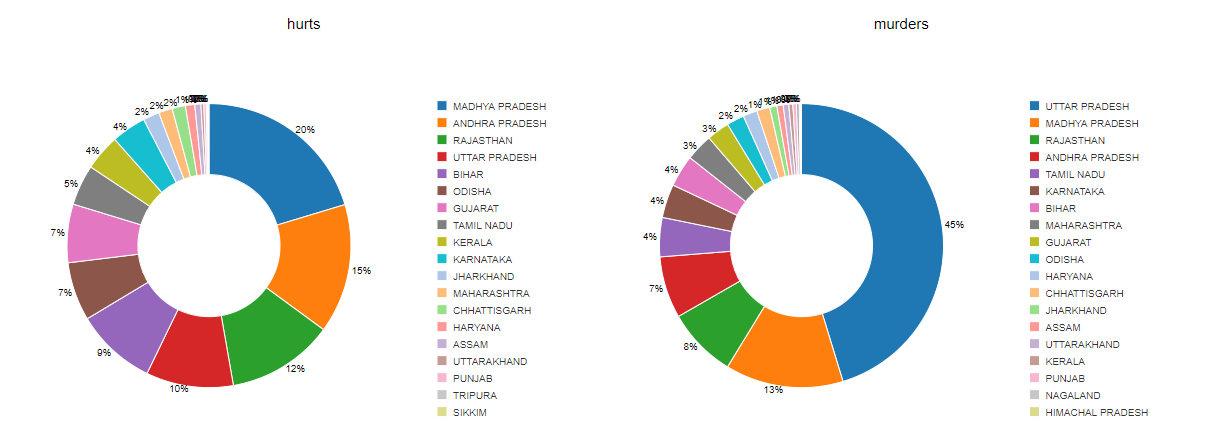 hurts
20%
15%
12%
10%
9%
7%
7%
5%
4%
4%
2%
2%
2%
1%
MADHYA PRADESH
ANDHRA PRADESH
RAJASTHAN
UTTAR PRADESH
BIHAR
ODISHA
GUJARAT
TAMIL NADU
KERALA
KARNATAKA
JHARKHAND
MAHARASHTRA
CHHATTISGARH
HARYANA
ASSAM
UTTARAKHAND
PUNJAB
TRIPURA
SIKKIM
murders
45%
13%
8%
7%
4%
4%
4%
3%
3%
2%
2%
1%
1%
UTTAR PRADESH
MADHYA PRADESH
RAJASTHAN
ANDHRA PRADESH
TAMIL NADU
KARNATAKA
BIHAR
MAHARASHTRA
GUJARAT
ODISHA
HARYANA
CHHATTISGARH
JHARKHAND
ASSAM
UTTARAKHAND
KERALA
PUNJAB
NAGALAND
HIMACHAL PRADESH